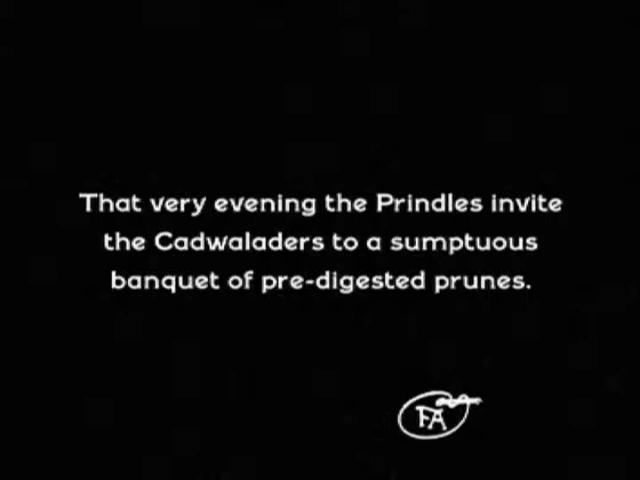 That very evening the Prindles invite
the Cadwaladers to a sumptuous
banquet of pre-digested prunes.
FA